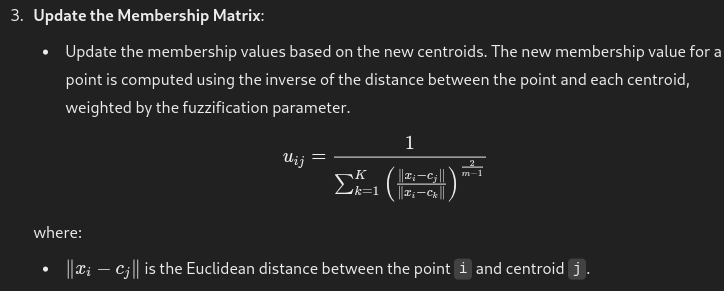 3. Update the Membership Matrix:
• Update the membership values based on the new centroids. The new membership value for a
point is computed using the inverse of the distance between the point and each centroid,
weighted by the fuzzification parameter.
u_{ij} = \frac{1}{\sum_{k=1}^{K} \left( \frac{\|x_i - c_j\|}{\|x_i - c_k\|} \right)^{\frac{2}{m-1}}}
where:
• \|x_i - c_j\| is the Euclidean distance between the point i and centroid j.